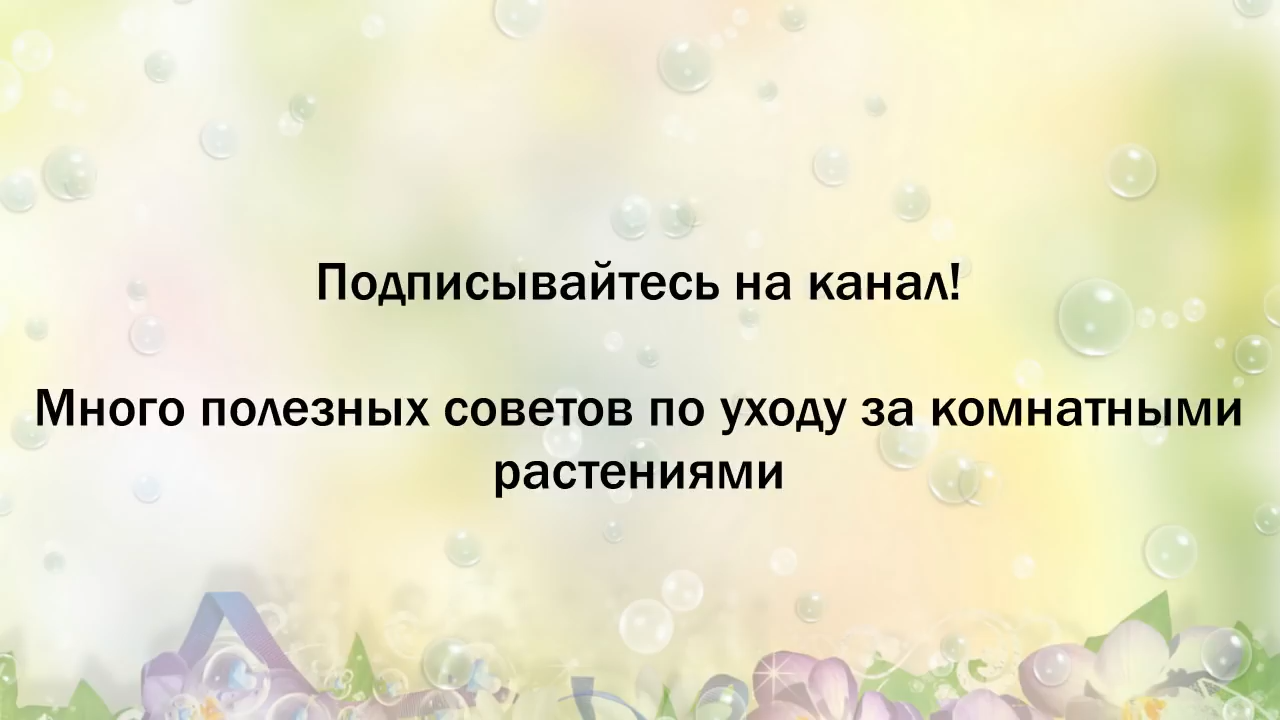 Подписывайтесь на канал!
Много полезных советов по уходу за комнатными
растениями